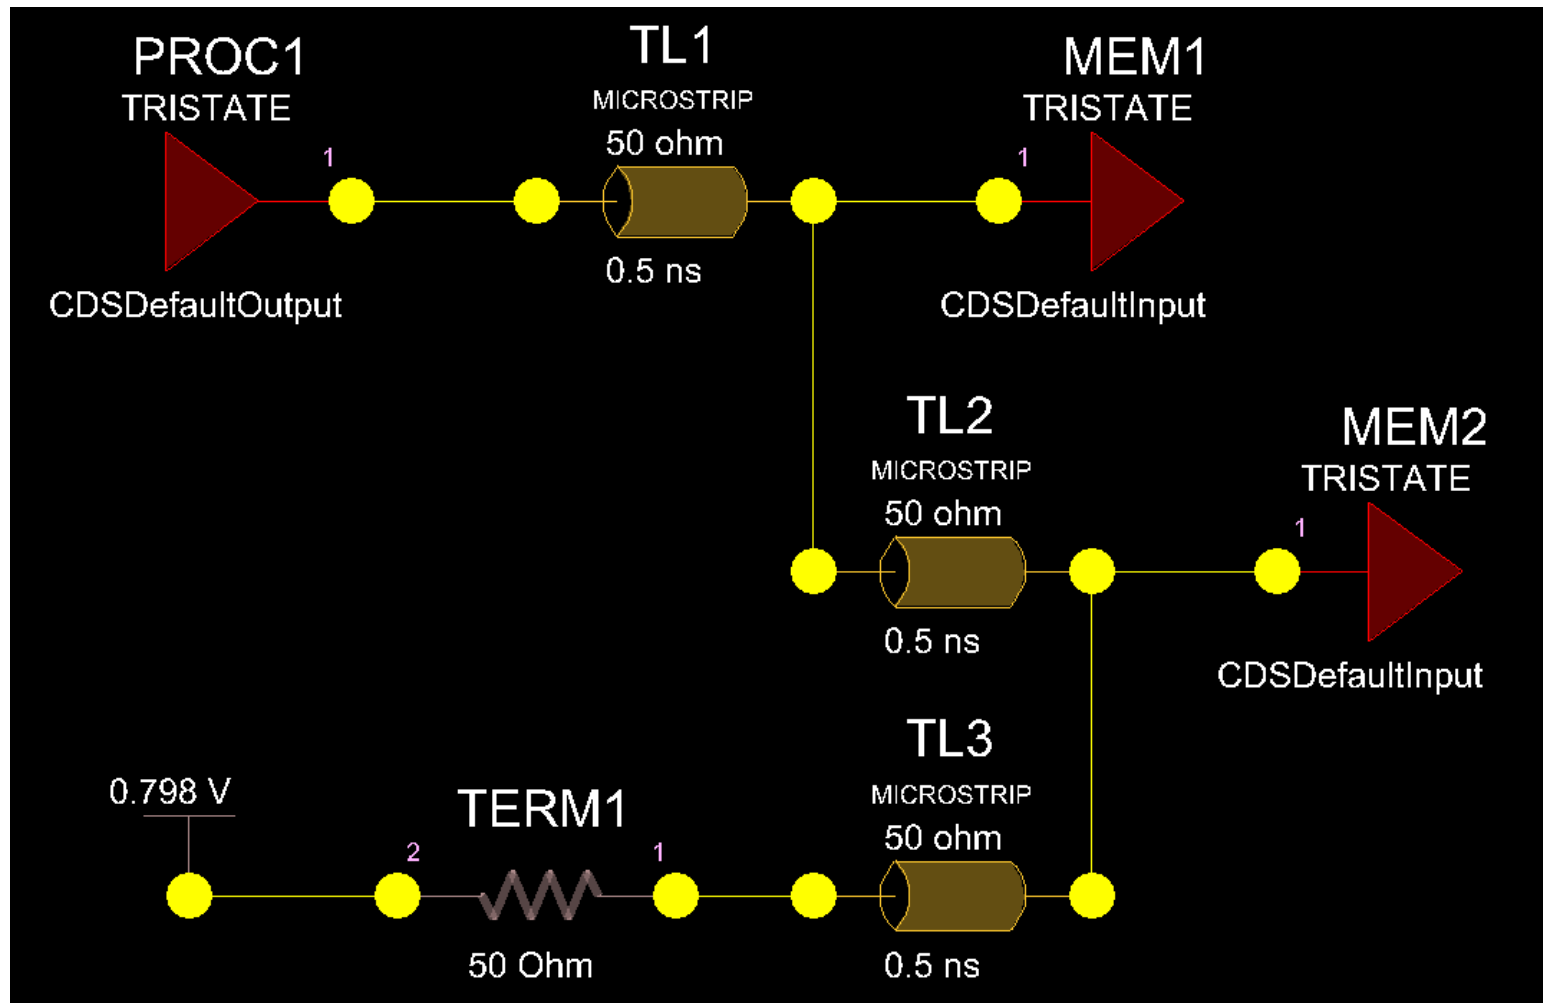 PROC1
TRISTATE
1
CDSDefaultOutput
TL1
MICROSTRIP
50 ohm
0.5 ns
MEM1
TRISTATE
1
CDSDefaultInput
TL2
MICROSTRIP
50 ohm
0.5 ns
MEM2
TRISTATE
1
CDSDefaultInput
TL3
MICROSTRIP
50 ohm
0.5 ns
0.798 V
TERM1
2
1
50 Ohm